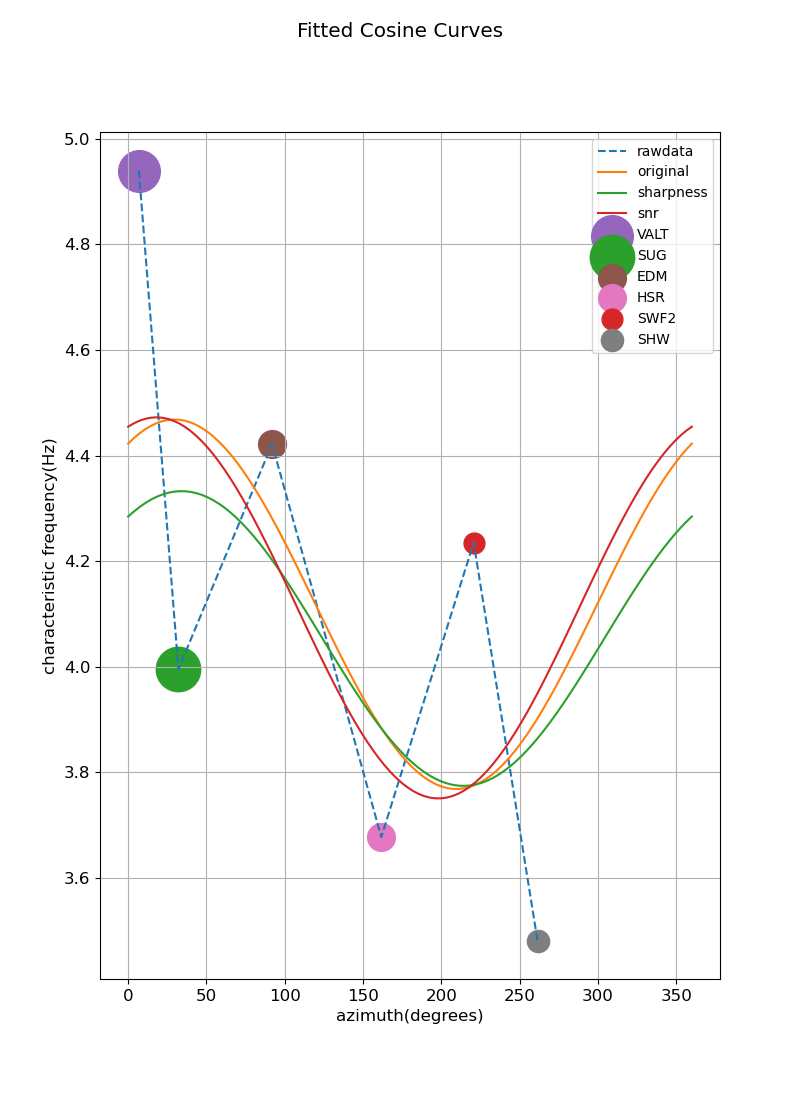 Fitted Cosine Curves
5.0
4.8
4.6
4.4
4.2
4.0
3.8
3.6
characteristic frequency(Hz)
rawdata
original
sharpness
snr
VALT
SUG
EDM
HSR
SWF2
SHW
0 50 100 150 200 250 300 350
azimuth(degrees)